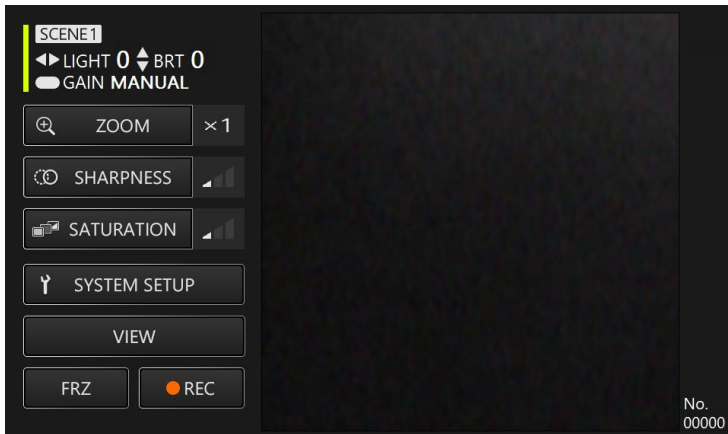 SCENE1
LIGHT 0 BRT 0
GAIN MANUAL
ZOOM ×1
SHARPNESS
SATURATION
SYSTEM SETUP
VIEW
FRZ REC
No.
00000